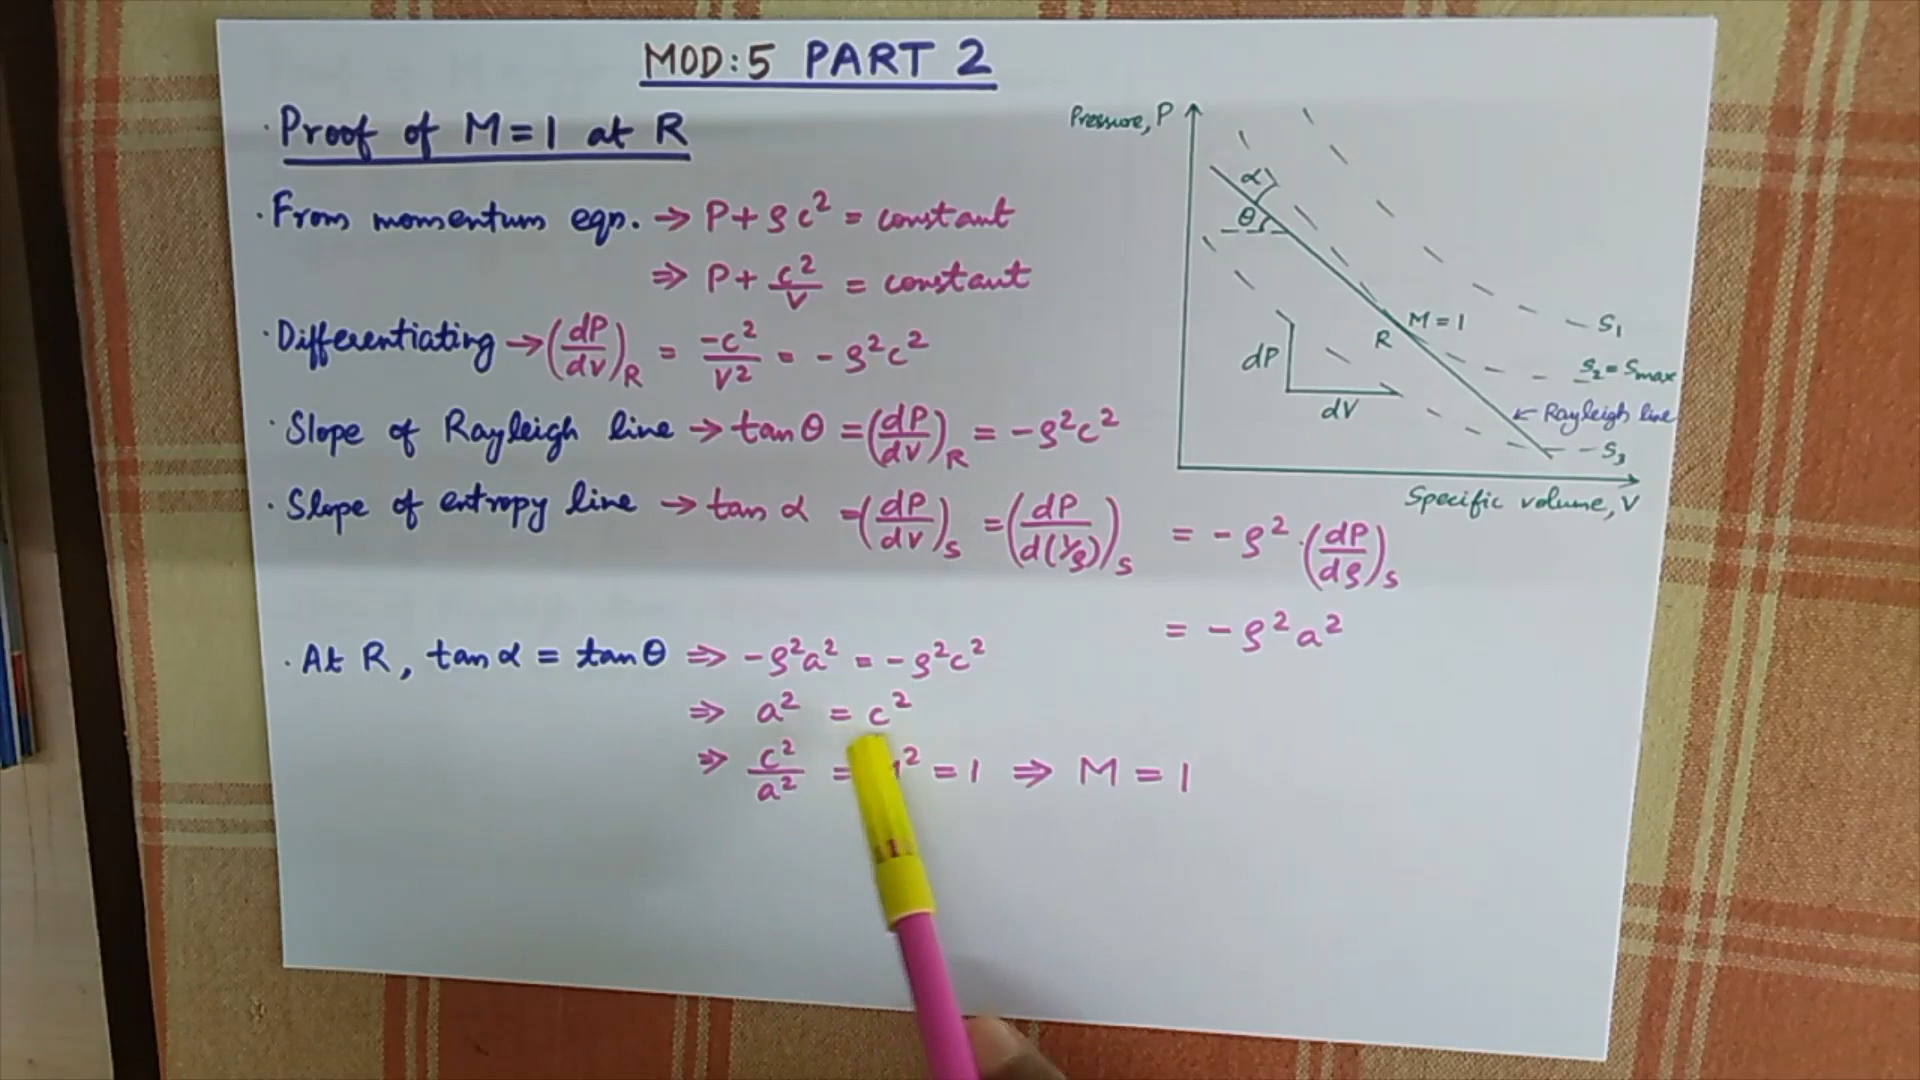 MOD:5 PART 2
· Proof of M=1 at R
· From momentum eqn. → P + ρc² = constant
⇒ P + c²/v = constant
· Differentiating → (dP/dv)_R = -c²/v² = -ρ²c²
· Slope of Rayleigh line → tan θ = (dP/dv)_R = -ρ²c²
· Slope of entropy line → tan α = (dP/dv)_s = (dP/d(1/ρ))_s = -ρ² · (dP/dρ)_s
= -ρ²a²
· At R, tan α = tan θ ⇒ -ρ²a² = -ρ²c²
⇒ a² = c²
⇒ c²/a² = ² = 1 ⇒ M = 1
Pressure, P
α
θ
M = 1
R
S₁
S₂ = Smax
dP
dV
← Rayleigh line
S₃
Specific volume, V